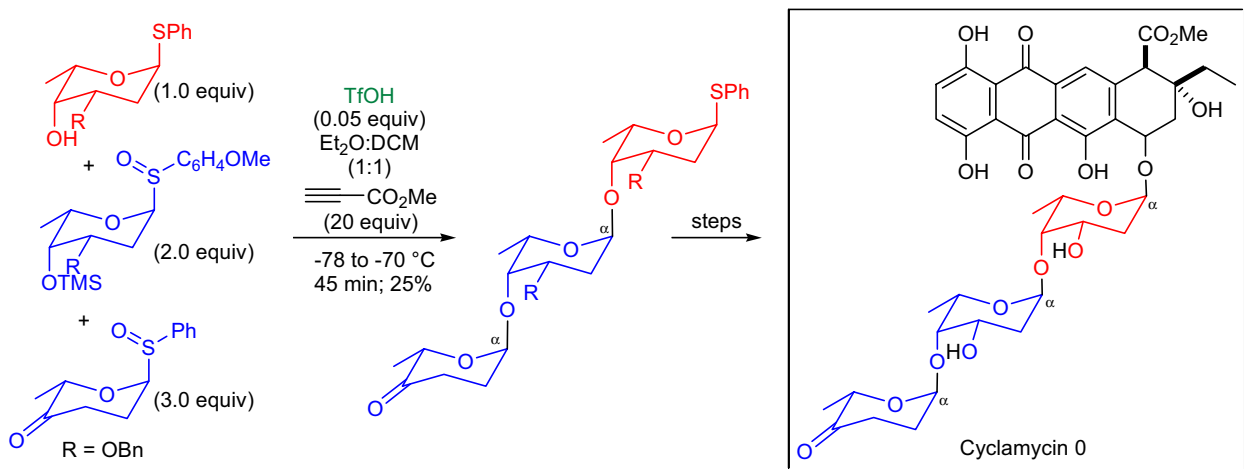 SPh
O
(1.0 equiv)
R
OH
+
O
C₆H₄OMe
S
O
(2.0 equiv)
R
OTMS
+
O
Ph
S
O
(3.0 equiv)
O
R = OBn
TfOH
(0.05 equiv)
Et₂O:DCM
(1:1)
CO₂Me
(20 equiv)
-78 to -70 °C
45 min; 25%
SPh
O
R
O
O
α
R
O
α
O
O
steps
OH
O
CO₂Me
OH
OH
O
OH
O
O
α
HO
O
O
α
HO
O
O
α
O
Cyclamycin 0